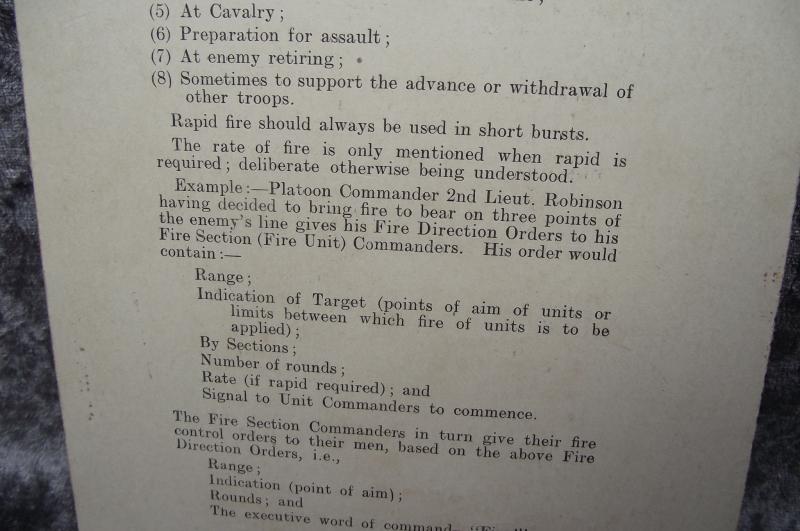 (5) At Cavalry ;
(6) Preparation for assault ;
(7) At enemy retiring ;
(8) Sometimes to support the advance or withdrawal of
other troops.
Rapid fire should always be used in short bursts.
The rate of fire is only mentioned when rapid is
required ; deliberate otherwise being understood.
Example :—Platoon Commander 2nd Lieut. Robinson
having decided to bring fire to bear on three points of
the enemy's line gives his Fire Direction Orders to his
Fire Section (Fire Unit) Commanders. His order would
contain :—
Range ;
Indication of Target (points of aim of units or
limits between which fire of units is to be
applied) ;
By Sections ;
Number of rounds ;
Rate (if rapid required) ; and
Signal to Unit Commanders to commence.
The Fire Section Commanders in turn give their fire
control orders to their men, based on the above Fire
Direction Orders, i.e.,
Range ;
Indication (point of aim) ;
Rounds ; and
The executive word of command